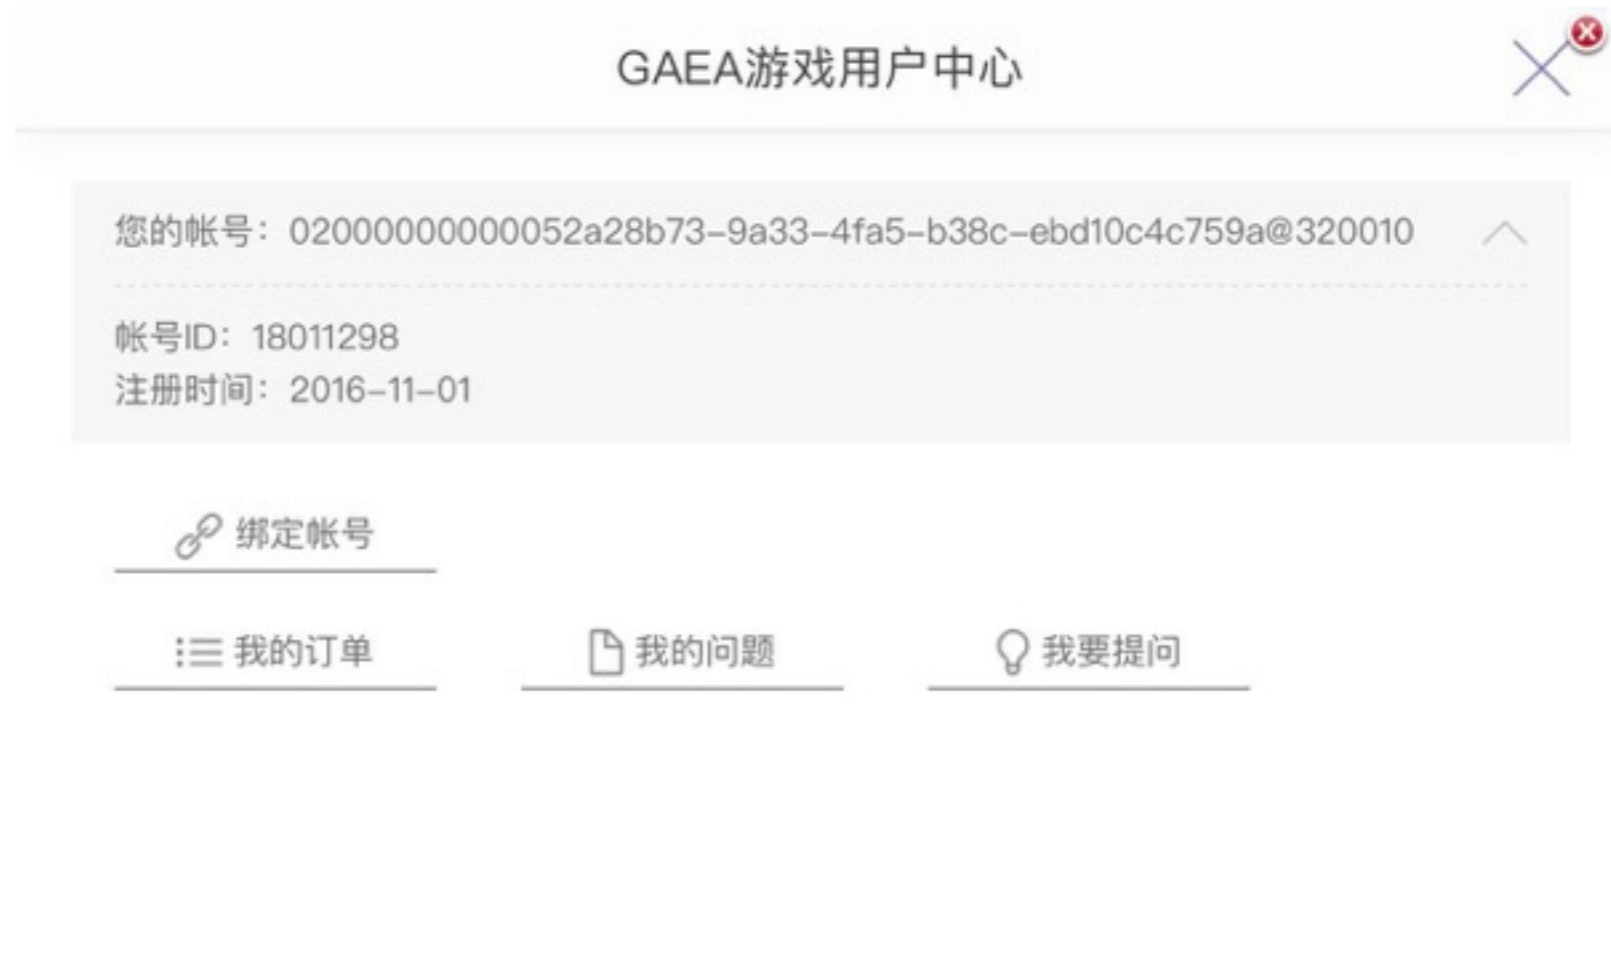 GAEA游戏用户中心
您的帐号：02000000000052a28b73-9a33-4fa5-b38c-ebd10c4c759a@320010
帐号ID：18011298
注册时间：2016-11-01
绑定帐号
我的订单 我的问题 我要提问